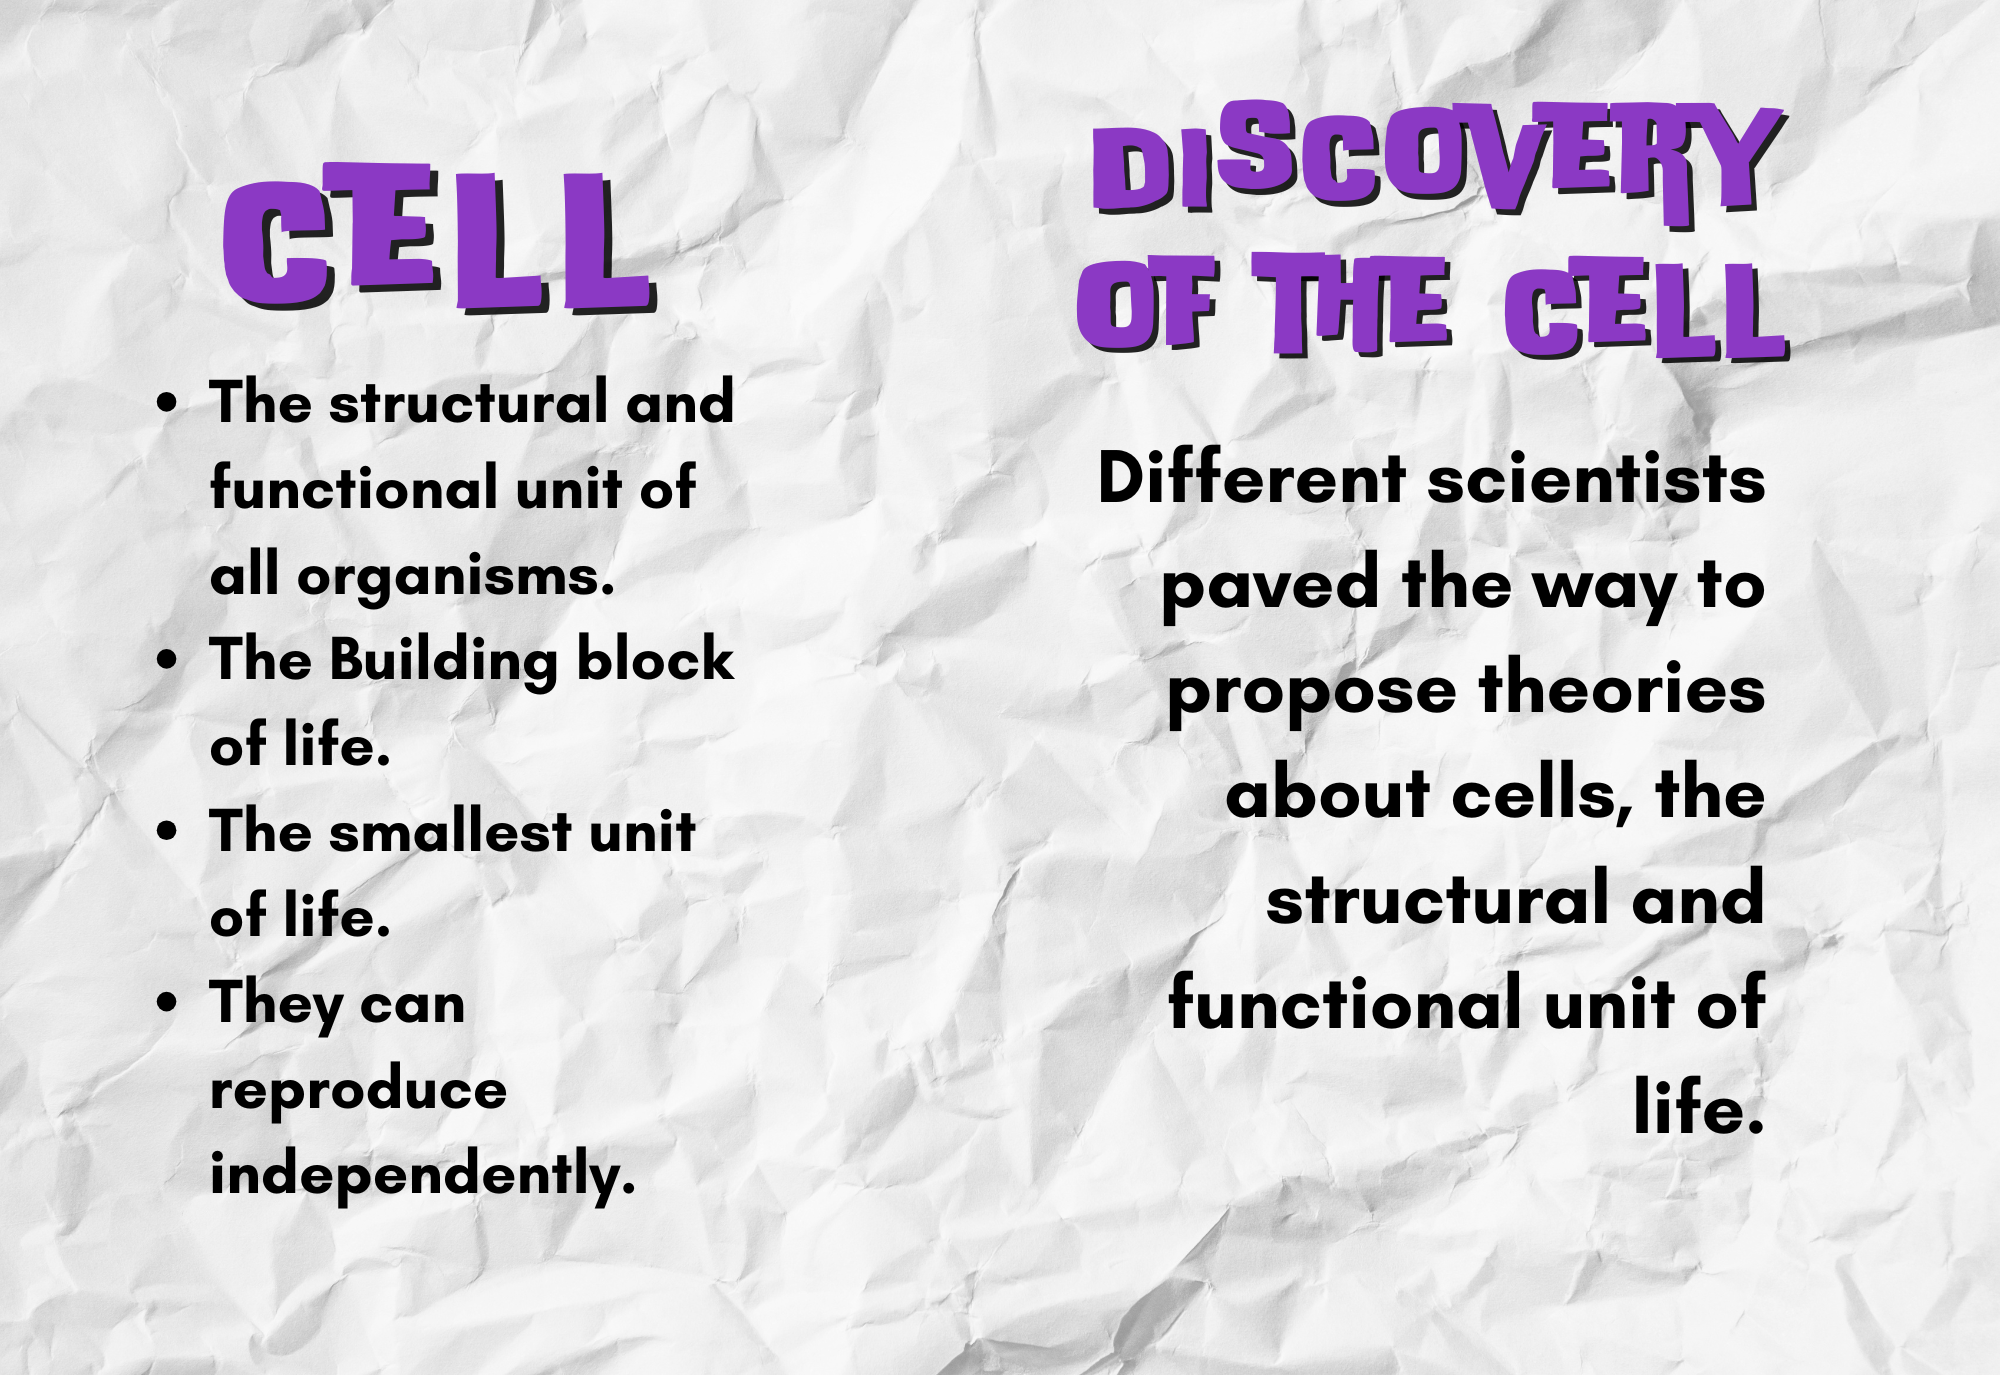 CELL
• The structural and
functional unit of
all organisms.
• The Building block
of life.
• The smallest unit
of life.
• They can
reproduce
independently.
DISCOVERY
OF THE CELL
Different scientists
paved the way to
propose theories
about cells, the
structural and
functional unit of
life.